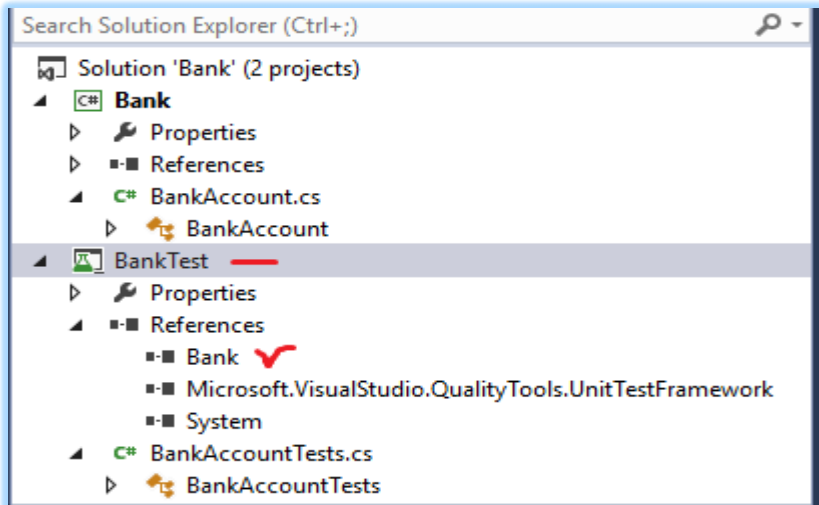 Search Solution Explorer (Ctrl+;)
Solution 'Bank' (2 projects)
C# Bank
Properties
References
C# BankAccount.cs
BankAccount
BankTest
Properties
References
Bank
Microsoft.VisualStudio.QualityTools.UnitTestFramework
System
C# BankAccountTests.cs
BankAccountTests